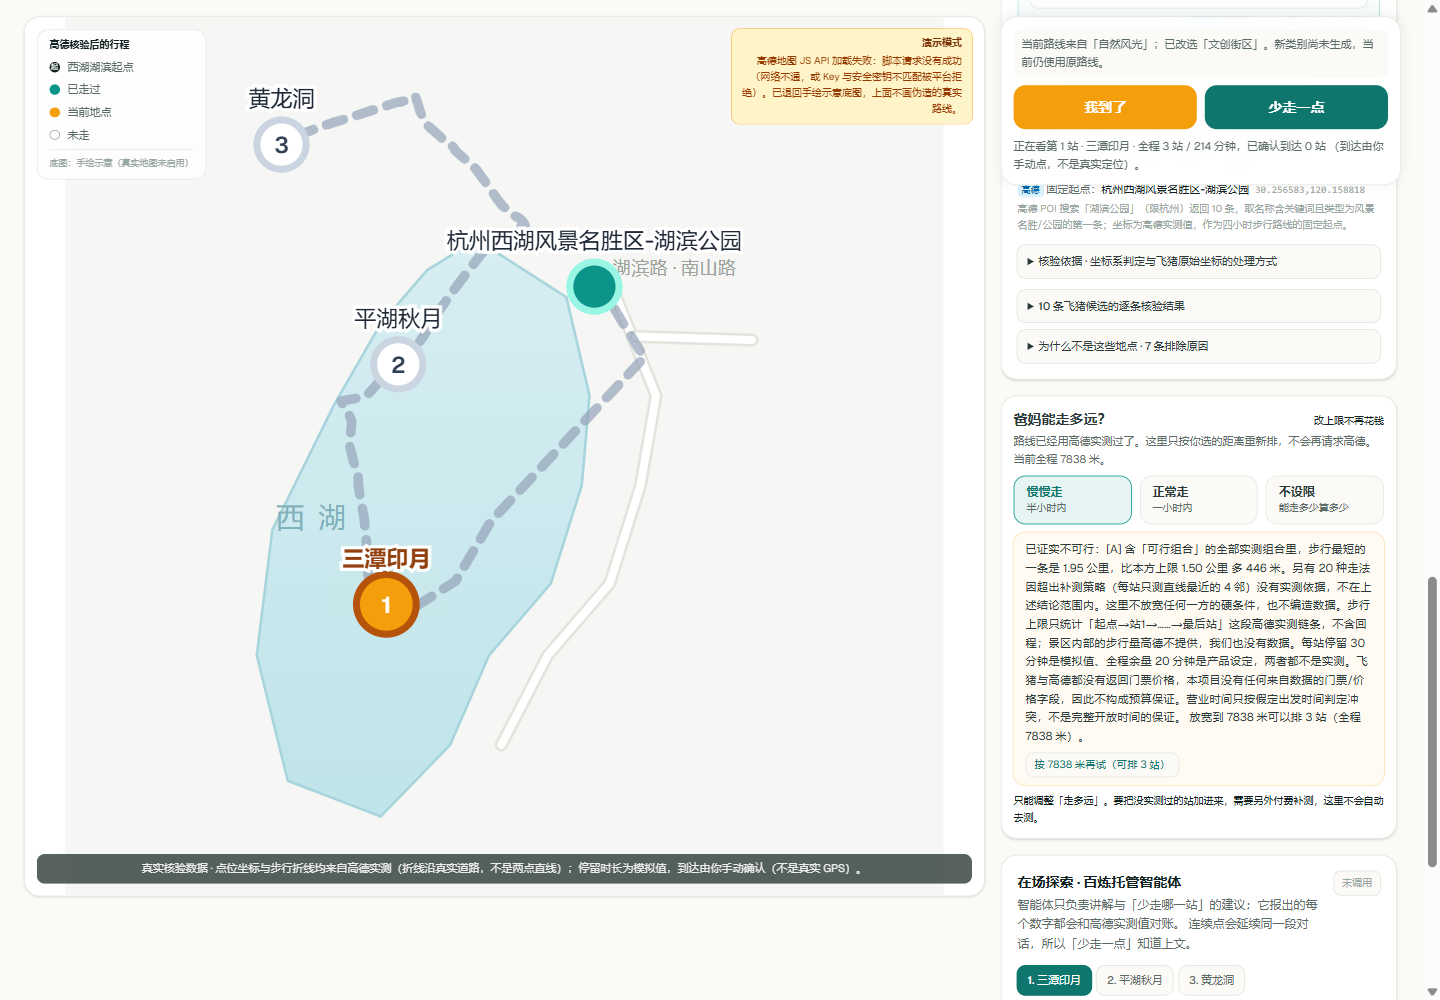 高德核验后的行程
起 西湖湖滨起点
已走过
当前地点
未走
底图：手绘示意（真实地图未启用）
演示模式
高德地图 JS API 加载失败：脚本请求没有成功
（网络不通，或 Key 与安全密钥不匹配被平台拒
绝）。已退回手绘示意底图，上面不画伪造的真实
路线。
黄龙洞
3
杭州西湖风景名胜区-湖滨公园
湖滨路 · 南山路
平湖秋月
2
西 湖
三潭印月
1
真实核验数据 · 点位坐标与步行折线均来自高德实测（折线沿真实道路，不是两点直线）；停留时长为模拟值，到达由你手动确认（不是真实 GPS）。
当前路线来自「自然风光」；已改选「文创街区」。新类别尚未生成，当
前仍使用原路线。
我到了
少走一点
正在看第 1 站 · 三潭印月 · 全程 3 站 / 214 分钟，已确认到达 0 站 （到达由你
手动点，不是真实定位）。
高德 固定起点：杭州西湖风景名胜区-湖滨公园 30.256583,120.158818
高德 POI 搜索「湖滨公园」（限杭州）返回 10 条，取名称含关键词且类型为风景
名胜/公园的第一条；坐标为高德实测值，作为四小时步行路线的固定起点。
▶ 核验依据 · 坐标系判定与飞猪原始坐标的处理方式
▶ 10 条飞猪候选的逐条核验结果
▶ 为什么不是这些地点 · 7 条排除原因
爸妈能走多远？
改上限不再花钱
路线已经用高德实测过了。这里只按你选的距离重新排，不会再请求高德。
当前全程 7838 米。
慢慢走
半小时内
正常走
一小时内
不设限
能走多少算多少
已证实不可行：[A] 含「可行组合」的全部实测组合里，步行最短的
一条是 1.95 公里，比本方上限 1.50 公里 多 446 米。另有 20 种走法
因超出补测策略（每站只测直线最近的 4 邻）没有实测依据，不在上
述结论范围内。这里不放宽任何一方的硬条件，也不编造数据。步行
上限只统计「起点→站1→……→最后站」这段高德实测链条，不含回
程；景区内部的步行量高德不提供，我们也没有数据。每站停留 30
分钟是模拟值、全程余量 20 分钟是产品设定，两者都不是实测。飞
猪与高德都没有返回门票价格，本项目没有任何来自数据的门票/价
格字段，因此不构成预算保证。营业时间只按假定出发时间判定冲
突，不是完整开放时间的保证。 放宽到 7838 米可以排 3 站（全程
7838 米）。
按 7838 米再试（可排 3 站）
只能调整「走多远」。要把没实测过的站加进来，需要另外付费补测，这里不会自动
去测。
在场探索 · 百炼托管智能体
未调用
智能体只负责讲解与「少走哪一站」的建议；它报出的每
个数字都会和高德实测值对账。 连续点会延续同一段对
话，所以「少走一点」知道上文。
1. 三潭印月
2. 平湖秋月
3. 黄龙洞